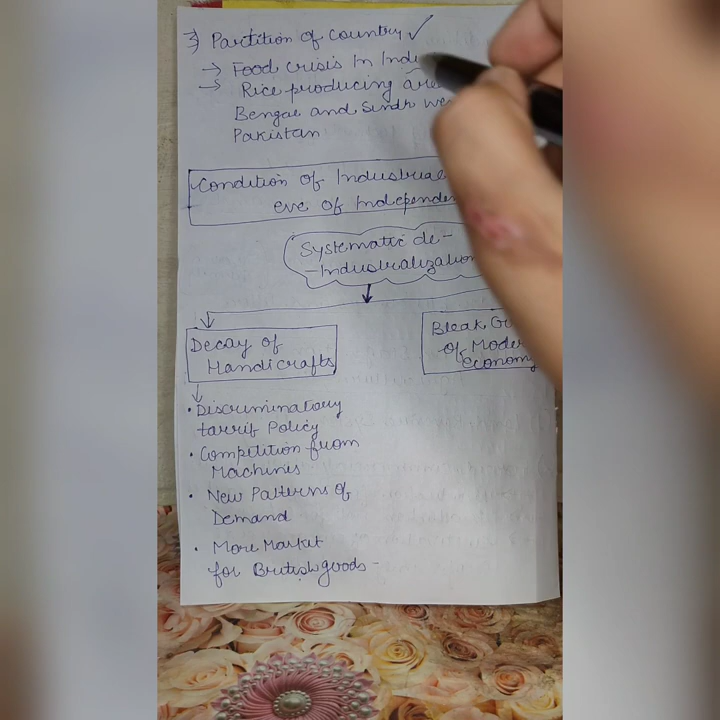 3) Partition of Country ✓
→ Food crisis in Indi
→ Rice producing are
Bengal and Sindh we
Pakistan
Condition of Industrial
eve of Independen
Systematic de-
-Industrialization
Decay of
Handicrafts
Bleak
of Moder
economy
• Discriminatory
tarrif Policy
• Competition from
Machines
• New Patterns of
Demand
• More Market
for British goods -